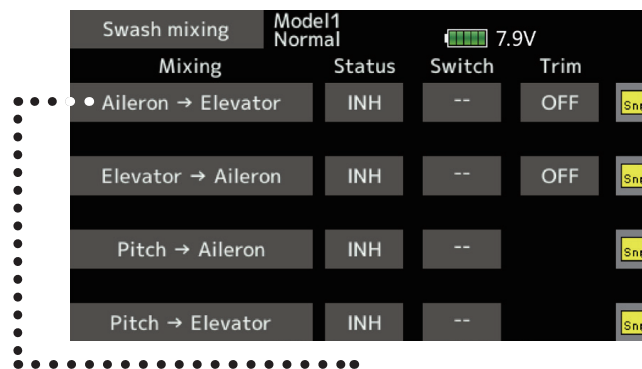 Swash mixing Model1
Normal 7.9V
Mixing Status Switch Trim
Aileron → Elevator INH -- OFF
Elevator → Aileron INH -- OFF
Pitch → Aileron INH --
Pitch → Elevator INH --